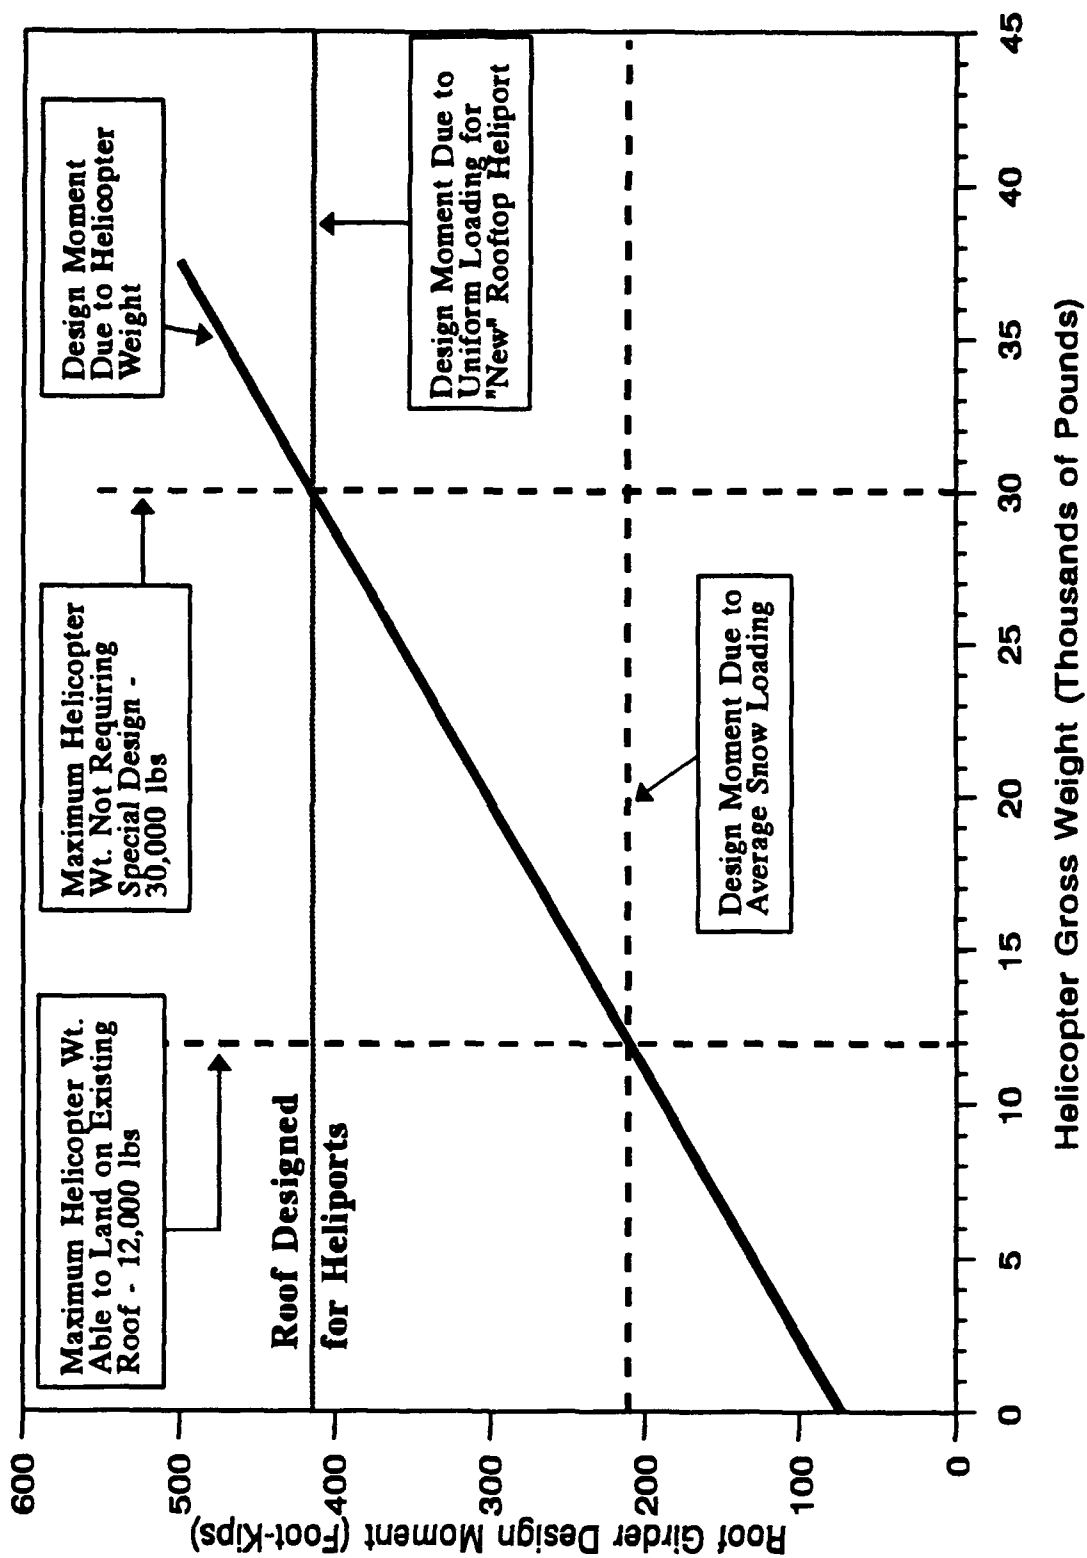 Maximum Helicopter Wt.
Able to Land on Existing
Roof - 12,000 lbs
Maximum Helicopter
Wt. Not Requiring
Special Design -
30,000 lbs
Design Moment
Due to Helicopter
Weight
Roof Designed
for Heliports
Design Moment Due to
Uniform Loading for
"New" Rooftop Heliport
Design Moment Due to
Average Snow Loading
Roof Girder Design Moment (Foot-Kips)
600
500
400
300
200
100
0
0 5 10 15 20 25 30 35 40 45
Helicopter Gross Weight (Thousands of Pounds)